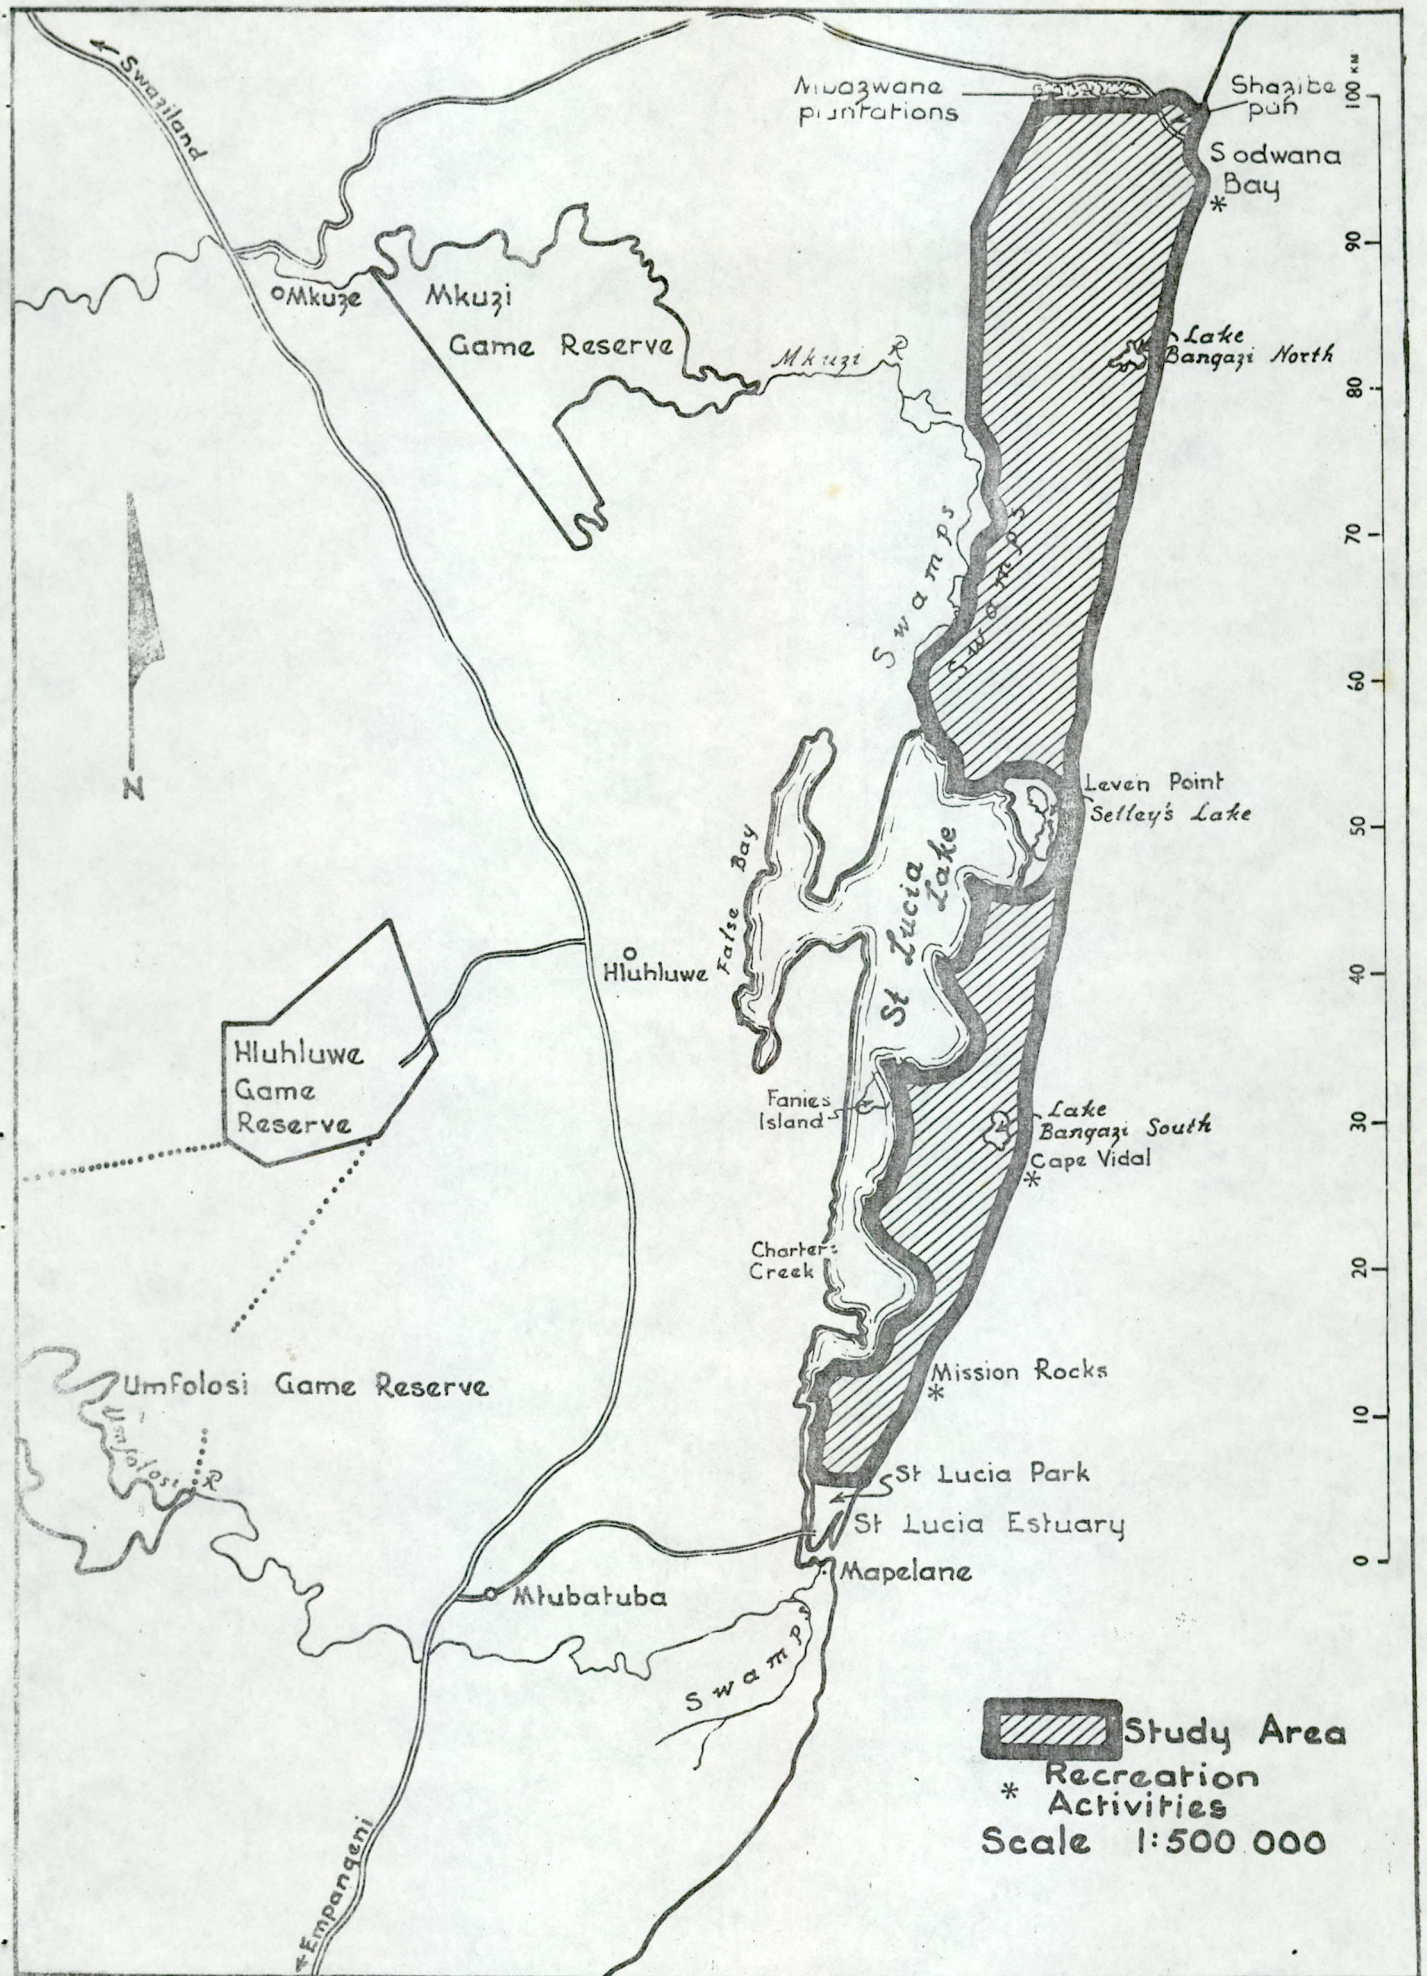 Swaziland
Mbazwane
plantations
Shazibe
pan
100 KM
Sodwana
Bay
*
90
Mkuze
Mkuzi
Game Reserve
Mkuzi R
Lake
Bangazi North
80
70
Swamps
Swamps
60
N
Leven Point
Selley's Lake
50
False Bay
St Lucia
Lake
Hluhluwe
40
Hluhluwe
Game
Reserve
Fanies
Island
Lake
Bangazi South
Cape Vidal
*
30
Charters
Creek
20
Mission Rocks
*
Umfolosi Game Reserve
Umfolosi R
10
St Lucia Park
St Lucia Estuary
0
Mapelane
Mtubatuba
Swamps
Study Area
* Recreation
Activities
Scale 1:500 000
Empangeni